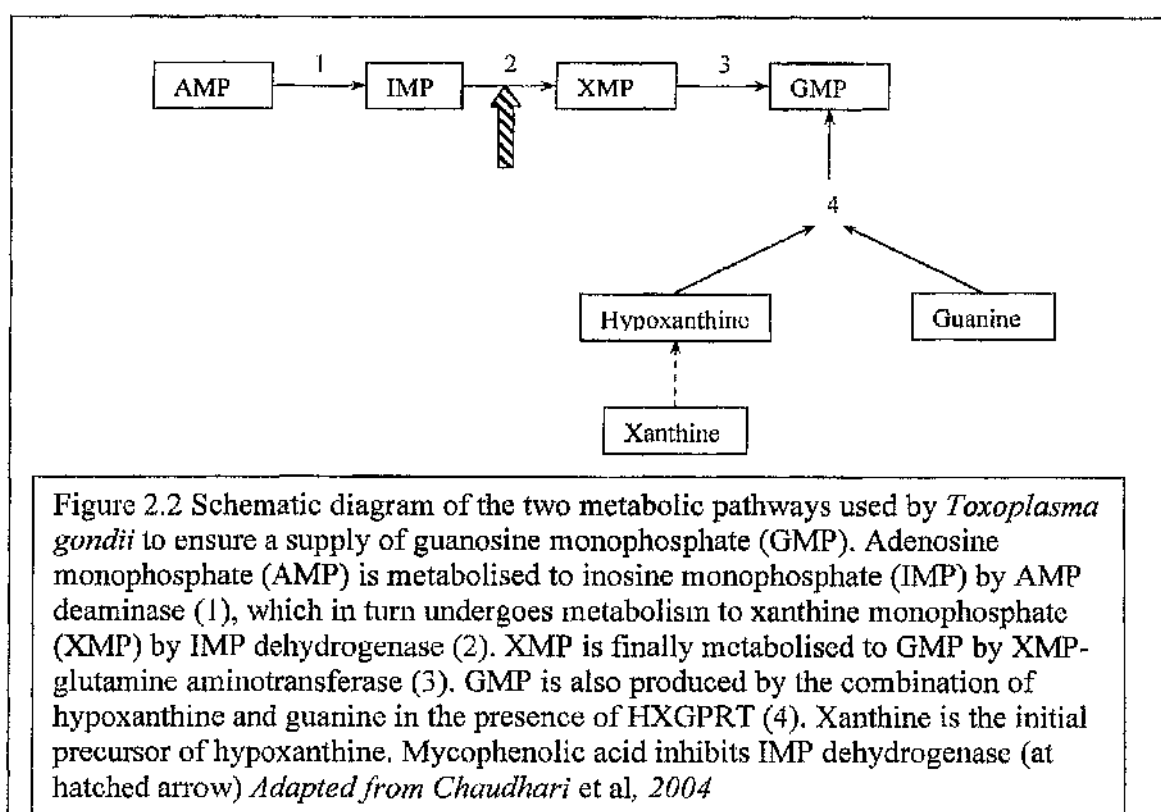 1 2 3
AMP IMP XMP GMP
4
Hypoxanthine Guanine
Xanthine
Figure 2.2 Schematic diagram of the two metabolic pathways used by Toxoplasma
gondii to ensure a supply of guanosine monophosphate (GMP). Adenosine
monophosphate (AMP) is metabolised to inosine monophosphate (IMP) by AMP
deaminase (1), which in turn undergoes metabolism to xanthine monophosphate
(XMP) by IMP dehydrogenase (2). XMP is finally metabolised to GMP by XMP-
glutamine aminotransferase (3). GMP is also produced by the combination of
hypoxanthine and guanine in the presence of HXGPRT (4). Xanthine is the initial
precursor of hypoxanthine. Mycophenolic acid inhibits IMP dehydrogenase (at
hatched arrow) Adapted from Chaudhari et al, 2004